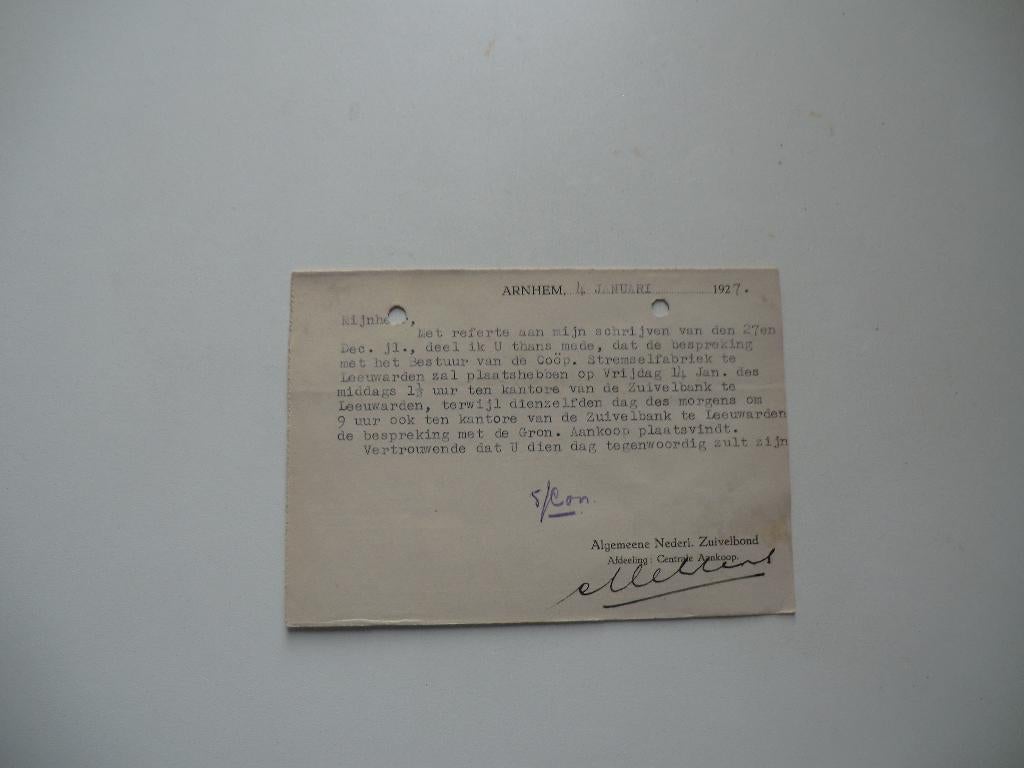 ARNHEM, 4 JANUARI 1927.
Mijnheer,
Met referte aan mijn schrijven van den 27en
Dec. jl., deel ik U thans mede, dat de bespreking
met het Bestuur van de Coöp. Stremselfabriek te
Leeuwarden zal plaatshebben op Vrijdag 14 Jan. des
middags 1½ uur ten kantore van de Zuivelbank te
Leeuwarden, terwijl dienzelfden dag des morgens om
9 uur ook ten kantore van de Zuivelbank te Leeuwarden
de bespreking met de Gron. Aankoop plaatsvindt.
Vertrouwende dat U dien dag tegenwoordig zult zijn
Algemeene Nederl. Zuivelbond
Afdeeling: Centrale Aankoop.